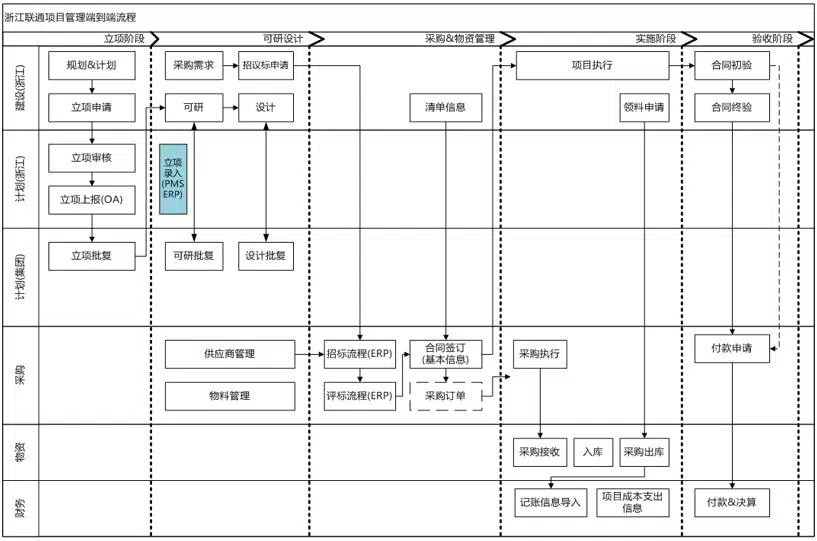 浙江联通项目管理端到端流程
立项阶段
可研设计
采购&物资管理
实施阶段
验收阶段
建设(浙江)
规划&计划
采购需求
招议标申请
项目执行
合同初验
立项申请
可研
设计
清单信息
领料申请
合同终验
计划(浙江)
立项审核
立项
录入
(PMS
ERP)
立项上报(OA)
计划(集团)
立项批复
可研批复
设计批复
采购
供应商管理
招标流程(ERP)
合同签订
(基本信息)
采购执行
付款申请
物料管理
评标流程(ERP)
采购订单
物资
采购接收
入库
采购出库
财务
记账信息导入
项目成本支出
信息
付款&决算